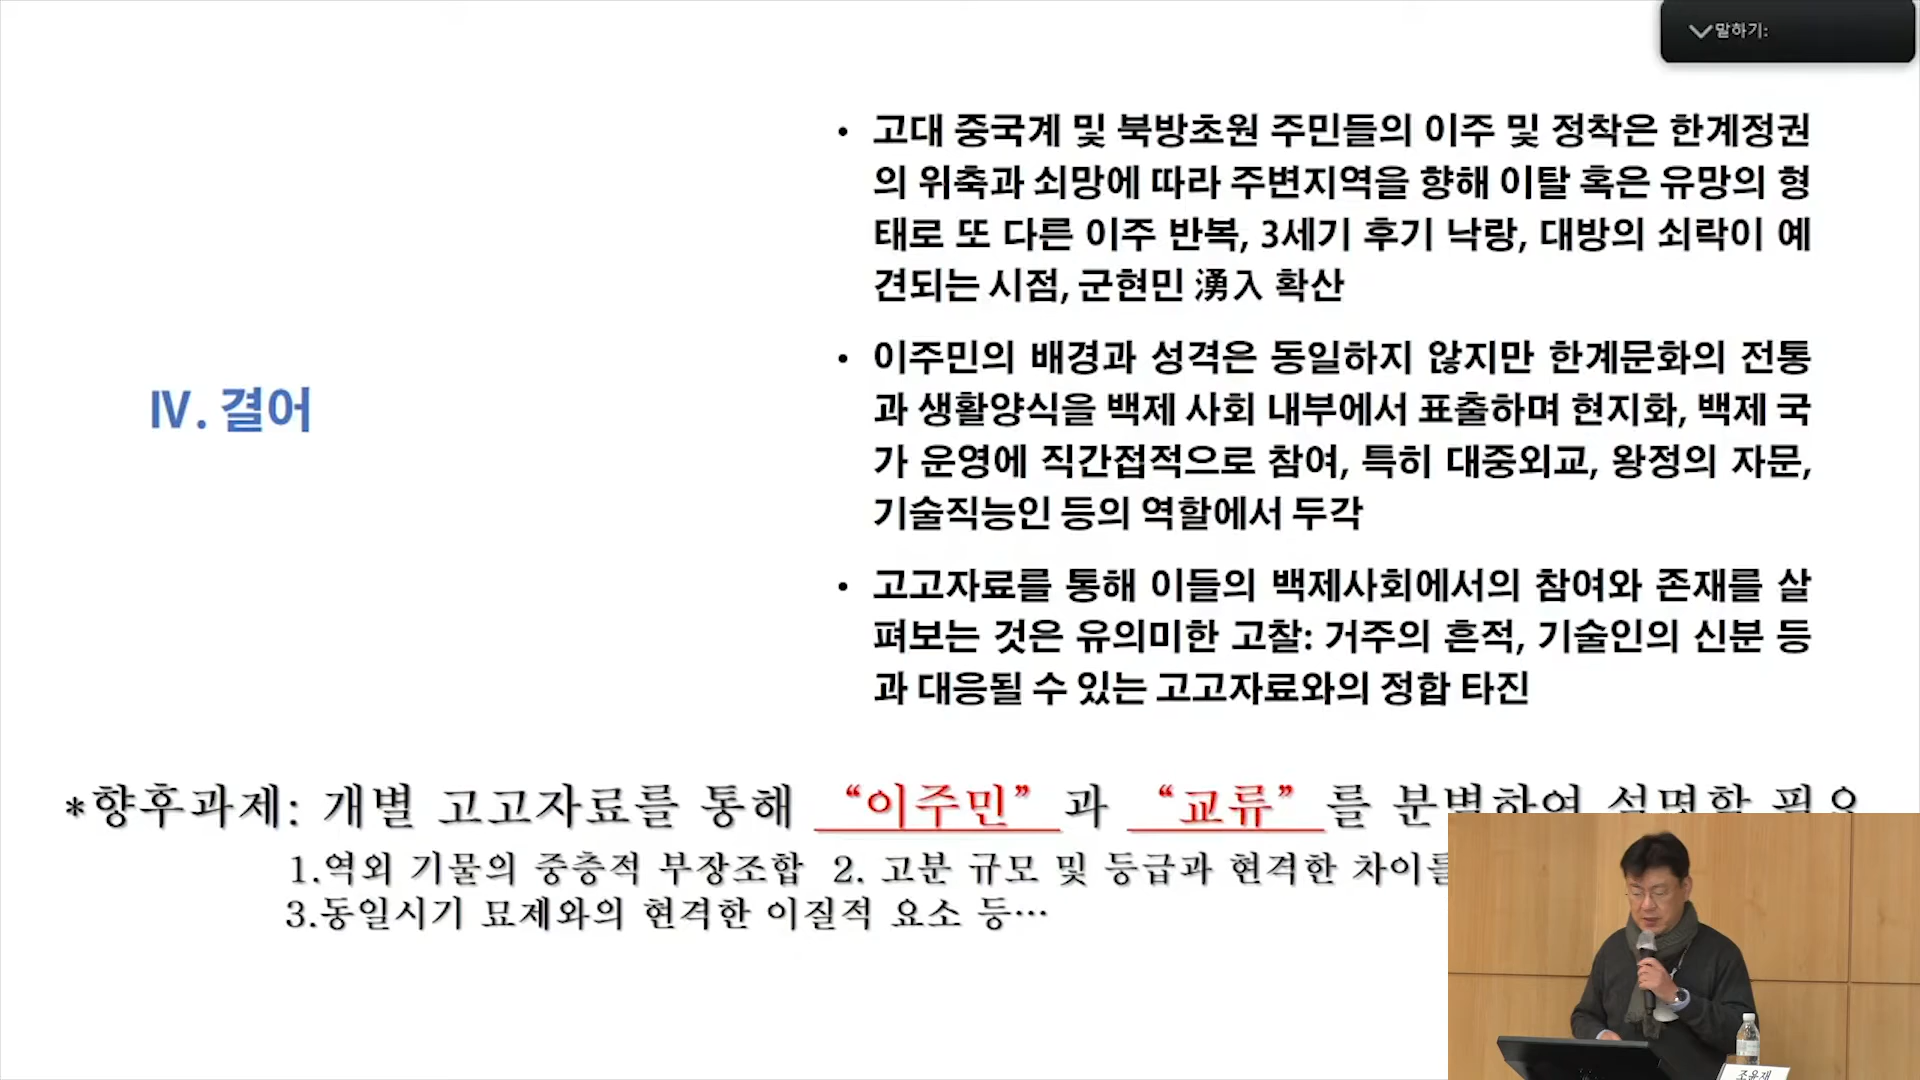 말하기:
고대 중국계 및 북방초원 주민들의 이주 및 정착은 한계정권
의 위축과 쇠망에 따라 주변지역을 향해 이탈 혹은 유망의 형
태로 또 다른 이주 반복, 3세기 후기 낙랑, 대방의 쇠락이 예
견되는 시점, 군현민 湧入 확산
Ⅳ. 결어
이주민의 배경과 성격은 동일하지 않지만 한계문화의 전통
과 생활양식을 백제 사회 내부에서 표출하며 현지화, 백제 국
가 운영에 직간접적으로 참여, 특히 대중외교, 왕정의 자문,
기술직능인 등의 역할에서 두각
고고자료를 통해 이들의 백제사회에서의 참여와 존재를 살
펴보는 것은 유의미한 고찰: 거주의 흔적, 기술인의 신분 등
과 대응될 수 있는 고고자료와의 정합 타진
*향후과제: 개별 고고자료를 통해 “이주민” 과 “교류” 를 분별하여 설명할 필요
1.역외 기물의 중층적 부장조합 2. 고분 규모 및 등급과 현격한 차이를
3.동일시기 묘제와의 현격한 이질적 요소 등…
조윤재